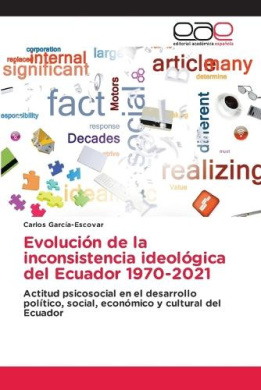 eae
editorial académica española
corporation
large
replace
internal
article
many
significant
determine
fact
Motors
social
different
responsibility
response
Decades
realizing
idea
Value
Carlos García-Escovar
Evolución de la
inconsistencia ideológica
del Ecuador 1970-2021
Actitud psicosocial en el desarrollo
político, social, económico y cultural del
Ecuador